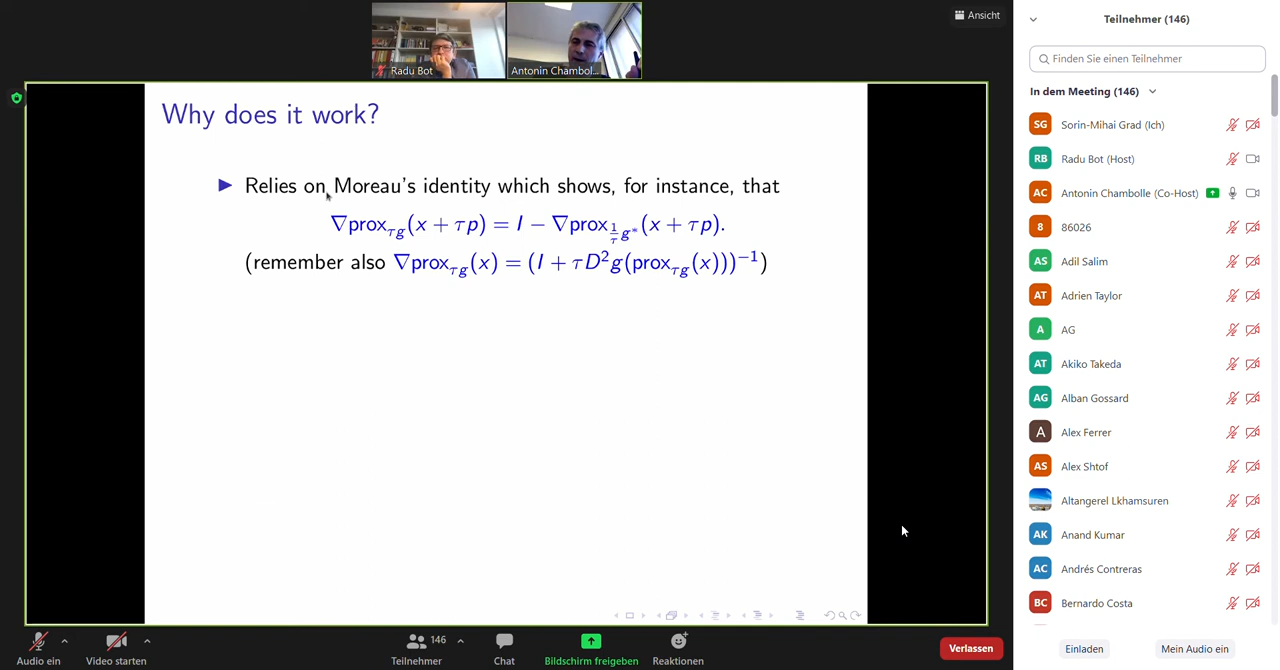 Ansicht
Radu Bot
Antonin Chambol...
Why does it work?
Relies on Moreau's identity which shows, for instance, that
∇prox_{τg}(x + τp) = I − ∇prox_{\frac{1}{τ}g*}(x + τp).
(remember also ∇prox_{τg}(x) = (I + τD²g(prox_{τg}(x)))⁻¹)
Audio ein
Video starten
146
Teilnehmer
Chat
Bildschirm freigeben
Reaktionen
Verlassen
Teilnehmer (146)
Finden Sie einen Teilnehmer
In dem Meeting (146)
SG Sorin-Mihai Grad (Ich)
RB Radu Bot (Host)
AC Antonin Chambolle (Co-Host)
8 86026
AS Adil Salim
AT Adrien Taylor
A AG
AT Akiko Takeda
AG Alban Gossard
A Alex Ferrer
AS Alex Shtof
Altangerel Lkhamsuren
AK Anand Kumar
AC Andrés Contreras
BC Bernardo Costa
Einladen
Mein Audio ein